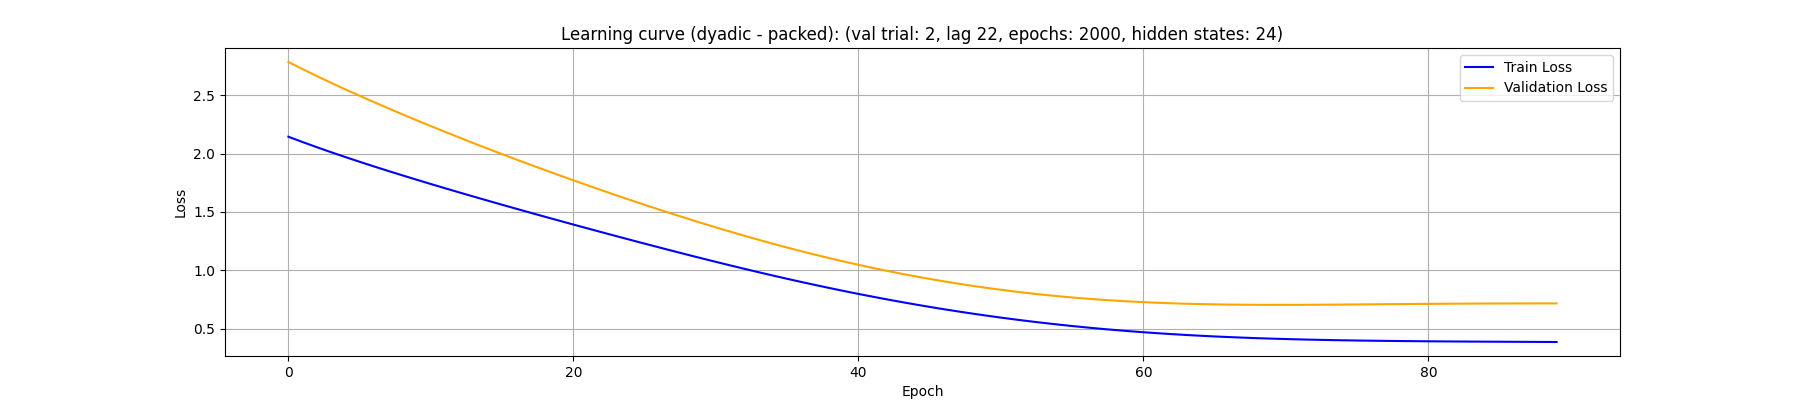 Learning curve (dyadic - packed): (val trial: 2, lag 22, epochs: 2000, hidden states: 24)
Train Loss
Validation Loss
2.5
2.0
1.5
1.0
0.5
Loss
0 20 40 60 80
Epoch